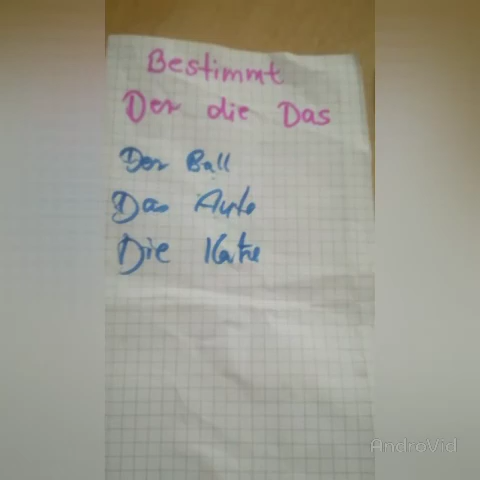 Bestimmt
Der die Das
Der Ball
Das Auto
Die Katze
AndroVid